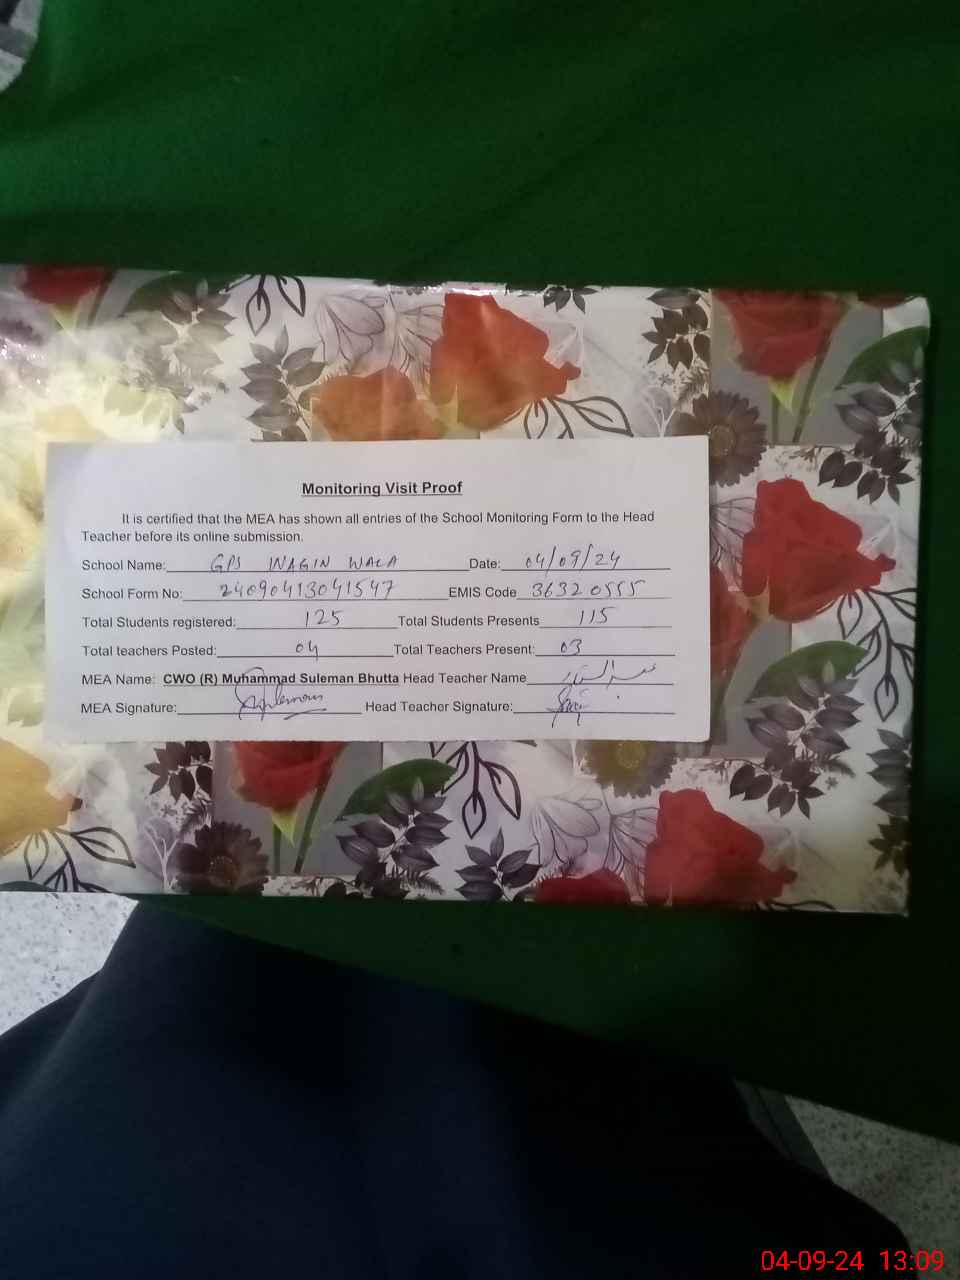 Monitoring Visit Proof
It is certified that the MEA has shown all entries of the School Monitoring Form to the Head
Teacher before its online submission.
School Name: GPS INAGIN WALA Date: 04/09/24
School Form No: 24090413041547 EMIS Code 36320555
Total Students registered: 125 Total Students Presents 115
Total teachers Posted: 04 Total Teachers Present: 03
MEA Name: CWO (R) Muhammad Suleman Bhutta Head Teacher Name
MEA Signature: Head Teacher Signature:
04-09-24 13:09